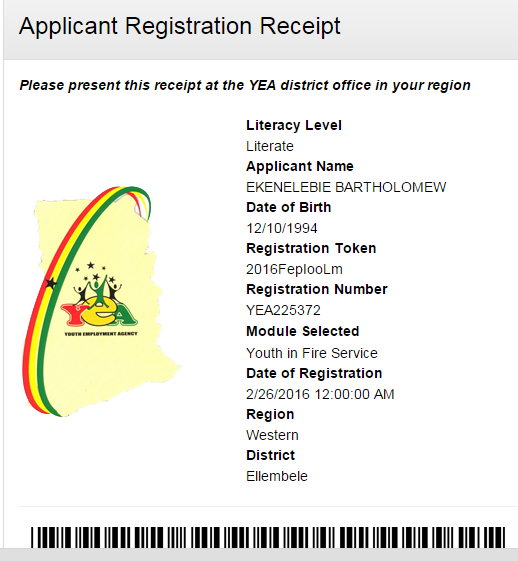 Applicant Registration Receipt
Please present this receipt at the YEA district office in your region
Literacy Level
Literate
Applicant Name
EKENELEBIE BARTHOLOMEW
Date of Birth
12/10/1994
Registration Token
2016FepIooLm
Registration Number
YEA225372
Module Selected
Youth in Fire Service
Date of Registration
2/26/2016 12:00:00 AM
Region
Western
District
Ellembele
YEA
YOUTH EMPLOYMENT AGENCY